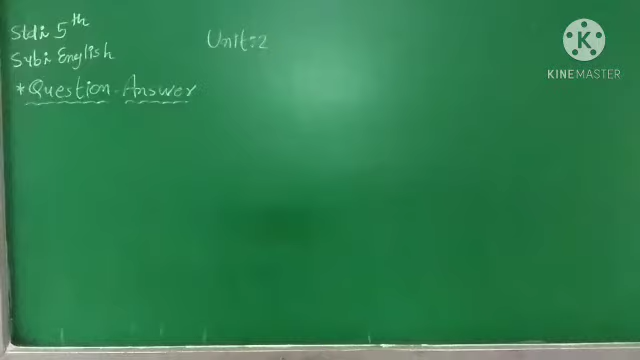 Std: 5th
Sub: English
Unit:2
* Question-Answer
K
KINEMASTER